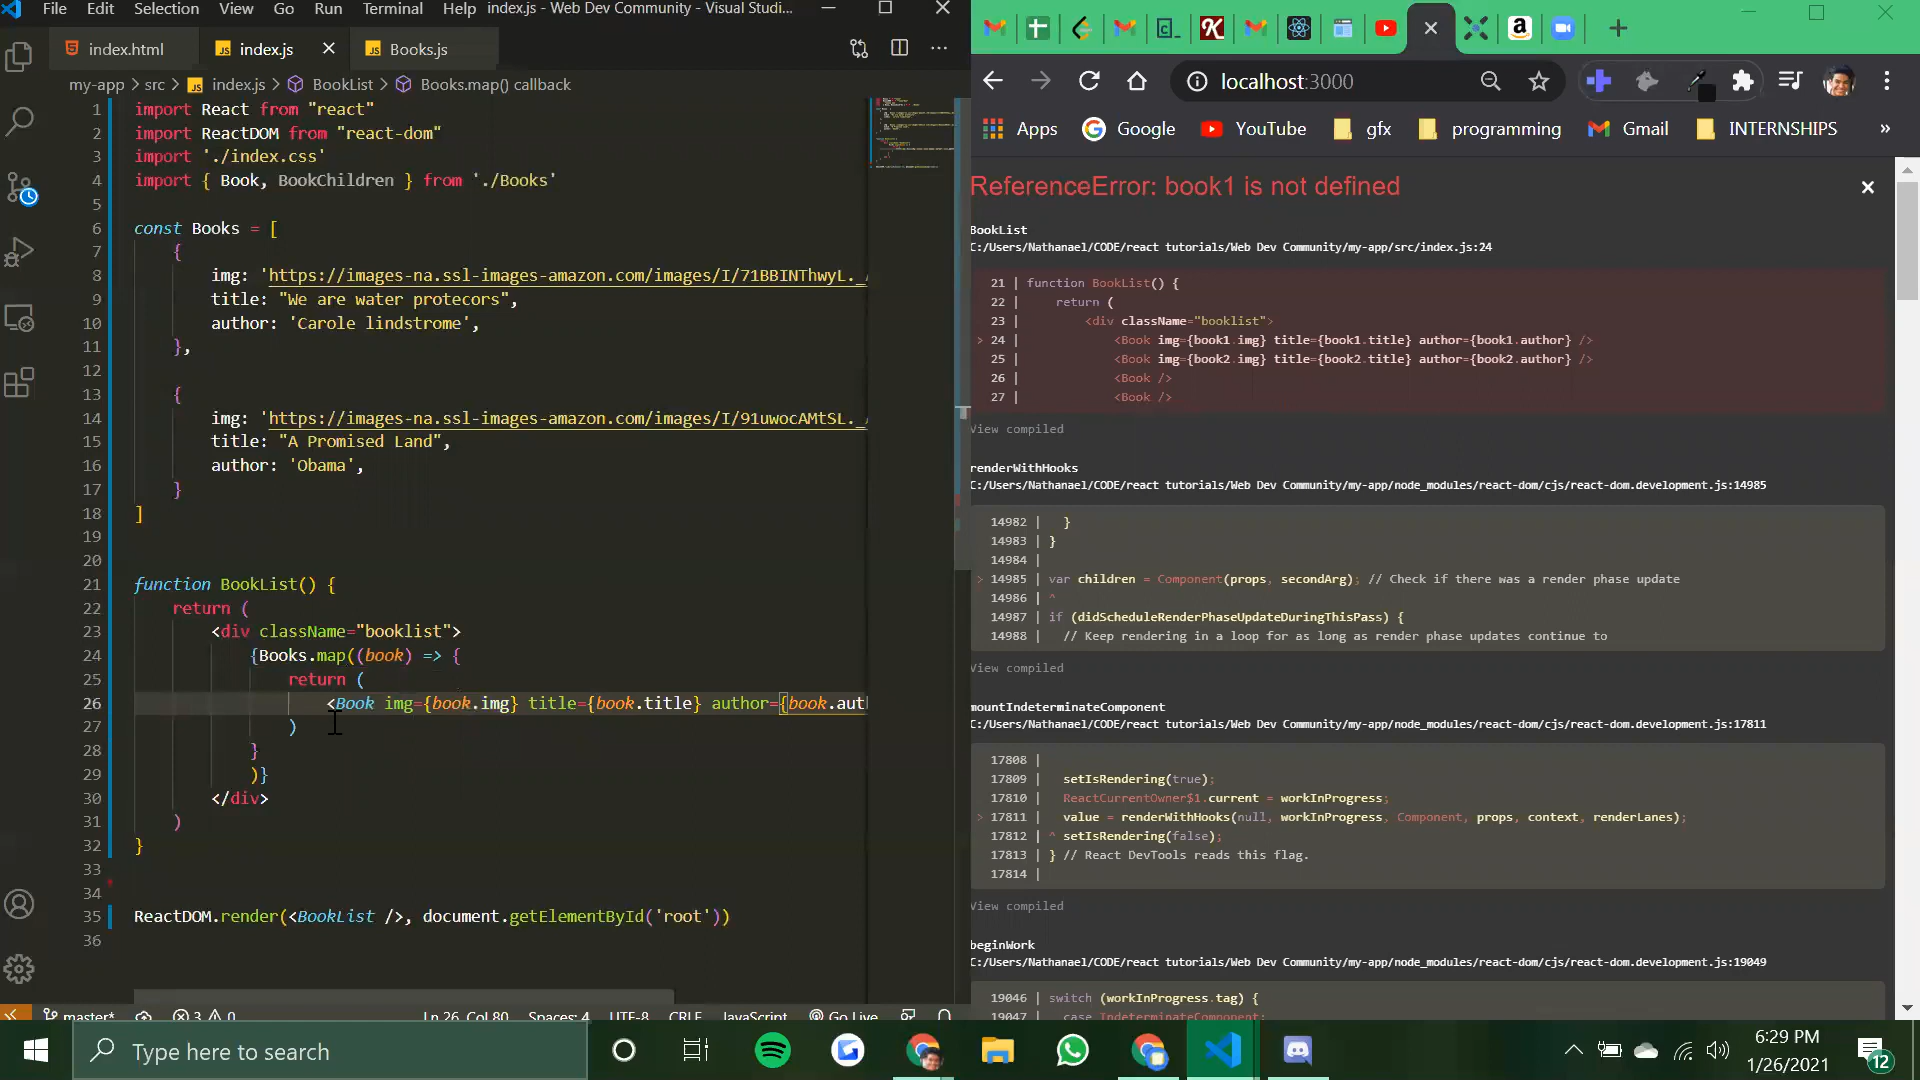 File Edit Selection View Go Run Terminal Help index.js - Web Dev Community - Visual Studi...
index.html
index.js
Books.js
my-app > src > index.js > BookList > Books.map() callback
1 import React from "react"
2 import ReactDOM from "react-dom"
3 import './index.css'
4 import { Book, BookChildren } from './Books'
5
6 const Books = [
7 {
8 img: 'https://images-na.ssl-images-amazon.com/images/I/71BBINThwyL._
9 title: "We are water protecors",
10 author: 'Carole lindstrome',
11 },
12
13 {
14 img: 'https://images-na.ssl-images-amazon.com/images/I/91uwocAMtSL._
15 title: "A Promised Land",
16 author: 'Obama',
17 }
18 ]
19
20
21 function BookList() {
22 return (
23 <div className="booklist">
24 {Books.map((book) => {
25 return (
26 <Book img={book.img} title={book.title} author={book.auth
27 )
28 }
29 )}
30 </div>
31 )
32 }
33
34
35 ReactDOM.render(<BookList />, document.getElementById('root'))
36
master* 3 0 Ln 26, Col 80 Spaces: 4 UTF-8 CRLF JavaScript Go Live
localhost:3000
Apps Google YouTube gfx programming Gmail INTERNSHIPS »
ReferenceError: book1 is not defined
BookList
C:/Users/Nathanael/CODE/react tutorials/Web Dev Community/my-app/src/index.js:24
21 | function BookList() {
22 | return (
23 | <div className="booklist">
> 24 | <Book img={book1.img} title={book1.title} author={book1.author} />
25 | <Book img={book2.img} title={book2.title} author={book2.author} />
26 | <Book />
27 | <Book />
View compiled
renderWithHooks
C:/Users/Nathanael/CODE/react tutorials/Web Dev Community/my-app/node_modules/react-dom/cjs/react-dom.development.js:14985
14982 | }
14983 | }
14984 |
> 14985 | var children = Component(props, secondArg); // Check if there was a render phase update
14986 | ^
14987 | if (didScheduleRenderPhaseUpdateDuringThisPass) {
14988 | // Keep rendering in a loop for as long as render phase updates continue to
View compiled
mountIndeterminateComponent
C:/Users/Nathanael/CODE/react tutorials/Web Dev Community/my-app/node_modules/react-dom/cjs/react-dom.development.js:17811
17808 |
17809 | setIsRendering(true);
17810 | ReactCurrentOwner$1.current = workInProgress;
> 17811 | value = renderWithHooks(null, workInProgress, Component, props, context, renderLanes);
17812 | ^ setIsRendering(false);
17813 | } // React DevTools reads this flag.
17814 |
View compiled
beginWork
C:/Users/Nathanael/CODE/react tutorials/Web Dev Community/my-app/node_modules/react-dom/cjs/react-dom.development.js:19049
19046 | switch (workInProgress.tag) {
19047 | case IndeterminateComponent:
Type here to search
6:29 PM
1/26/2021
12